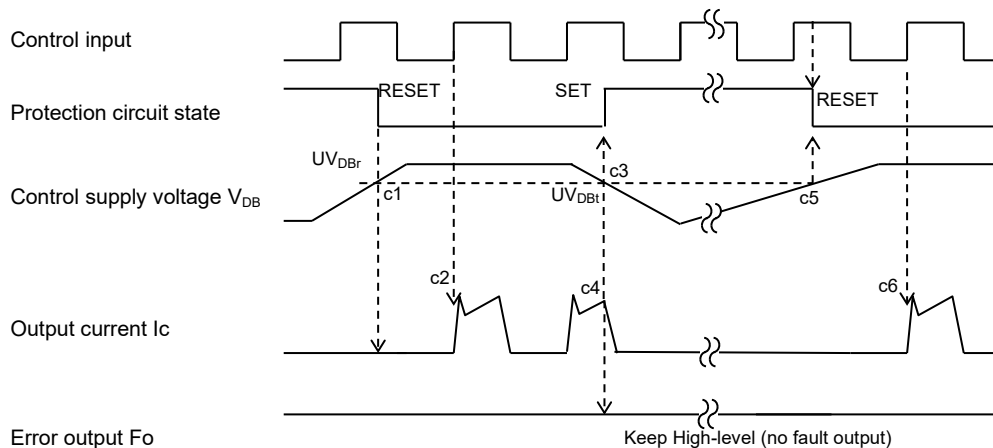 Control input
RESET
SET
RESET
Protection circuit state
UVDBr
c1
c3
UVDBt
c5
Control supply voltage VDB
c2
c4
c6
Output current Ic
Error output Fo
Keep High-level (no fault output)